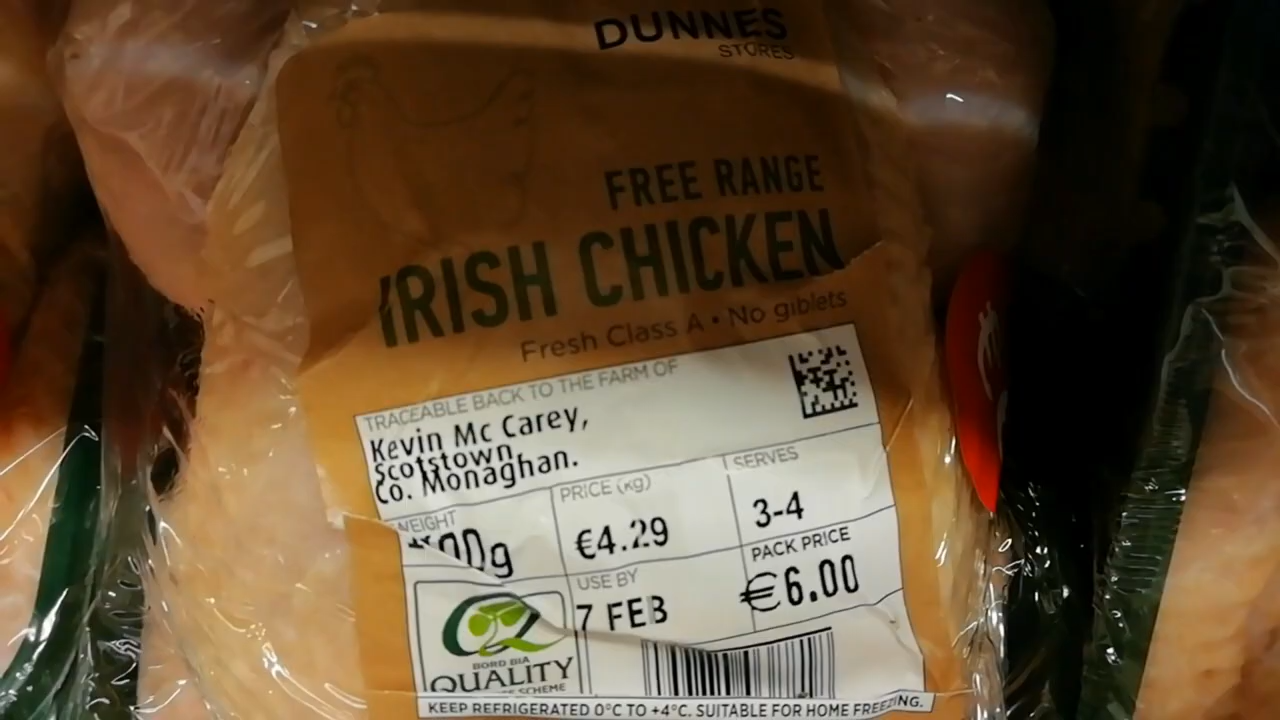 DUNNES
STORES
FREE RANGE
IRISH CHICKEN
Fresh Class A • No giblets
TRACEABLE BACK TO THE FARM OF
Kevin Mc Carey,
Scotstown,
Co. Monaghan.
WEIGHT
00g
PRICE (kg)
€4.29
SERVES
3-4
USE BY
7 FEB
PACK PRICE
€6.00
BORD BIA
QUALITY
SCHEME
KEEP REFRIGERATED 0°C TO +4°C. SUITABLE FOR HOME FREEZING.